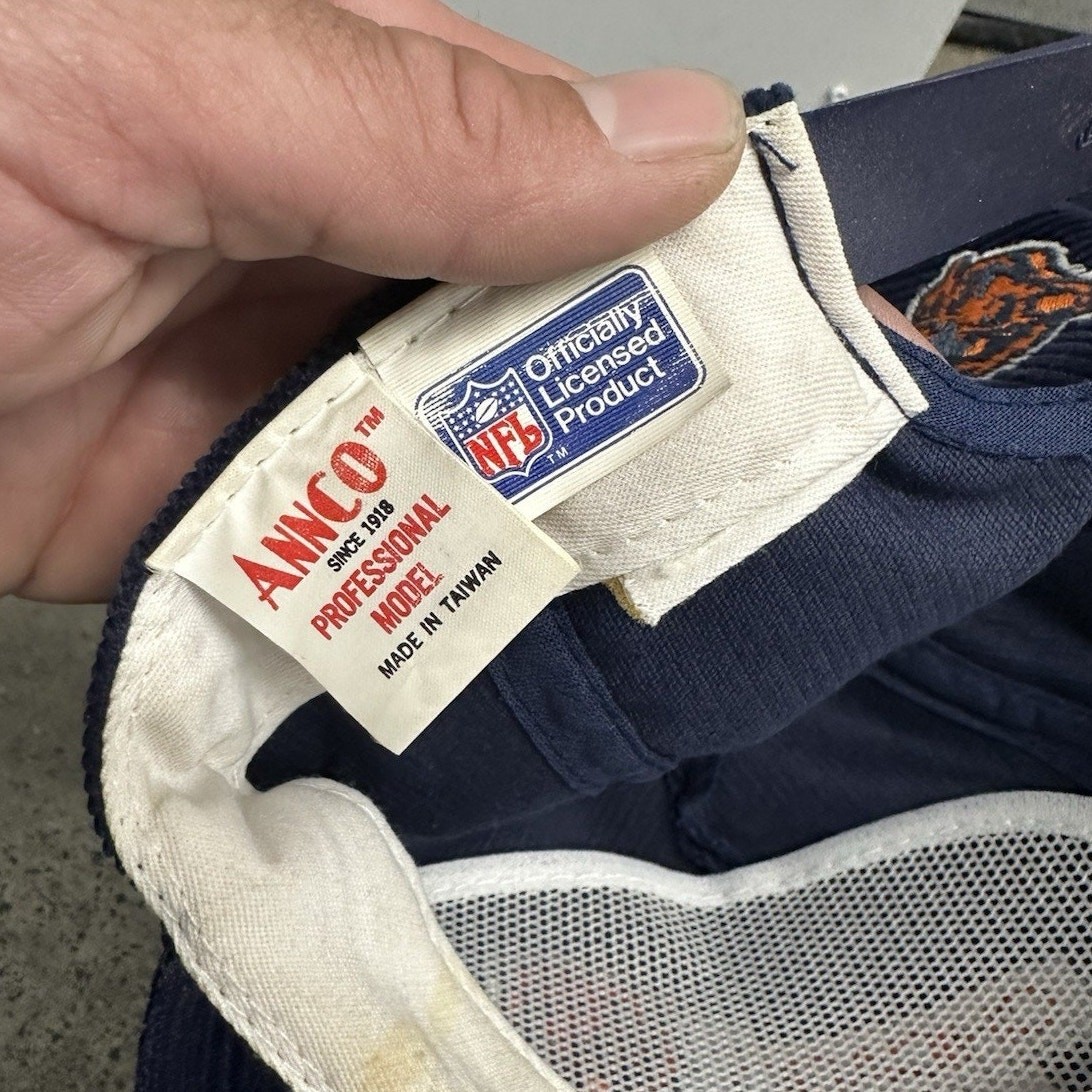 ANNCO™
SINCE 1918
PROFESSIONAL
MODEL
MADE IN TAIWAN
NFL
Officially
Licensed
Product
TM